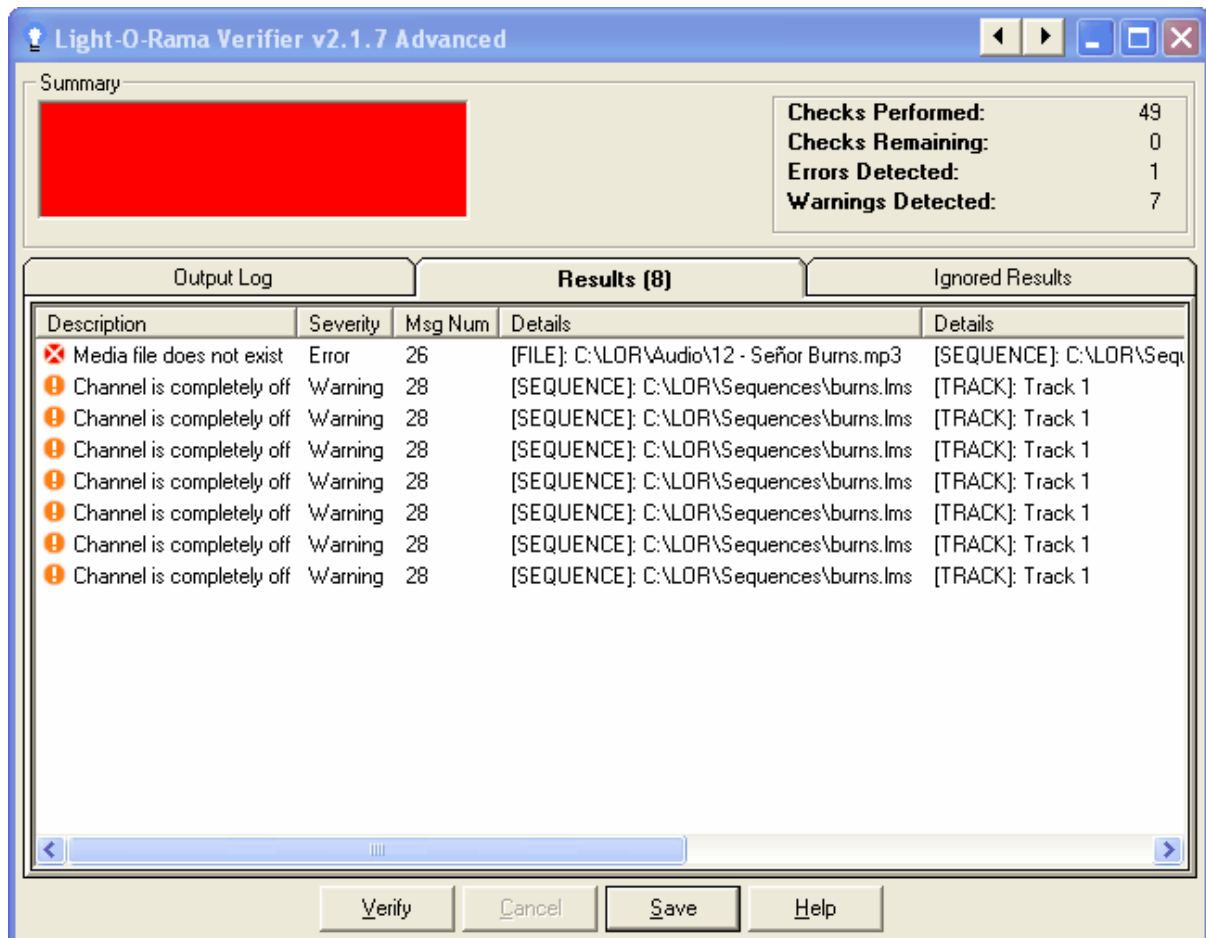 Light-O-Rama Verifier v2.1.7 Advanced
Summary
Checks Performed: 49
Checks Remaining: 0
Errors Detected: 1
Warnings Detected: 7
Output Log Results (8) Ignored Results
Description Severity Msg Num Details Details
Media file does not exist Error 26 [FILE]: C:\LOR\Audio\12 - Señor Burns.mp3 [SEQUENCE]: C:\LOR\Sequ
Channel is completely off Warning 28 [SEQUENCE]: C:\LOR\Sequences\burns.lms [TRACK]: Track 1
Channel is completely off Warning 28 [SEQUENCE]: C:\LOR\Sequences\burns.lms [TRACK]: Track 1
Channel is completely off Warning 28 [SEQUENCE]: C:\LOR\Sequences\burns.lms [TRACK]: Track 1
Channel is completely off Warning 28 [SEQUENCE]: C:\LOR\Sequences\burns.lms [TRACK]: Track 1
Channel is completely off Warning 28 [SEQUENCE]: C:\LOR\Sequences\burns.lms [TRACK]: Track 1
Channel is completely off Warning 28 [SEQUENCE]: C:\LOR\Sequences\burns.lms [TRACK]: Track 1
Channel is completely off Warning 28 [SEQUENCE]: C:\LOR\Sequences\burns.lms [TRACK]: Track 1
Verify Cancel Save Help